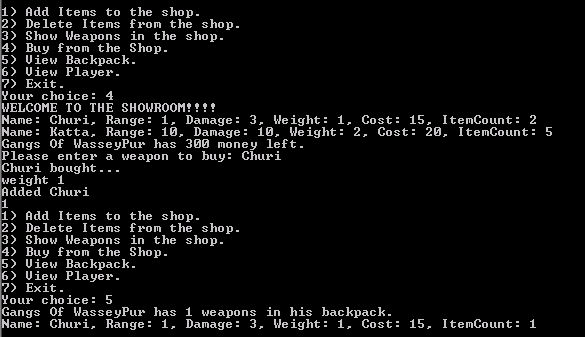 1) Add Items to the shop.
2) Delete Items from the shop.
3) Show Weapons in the shop.
4) Buy from the Shop.
5) View Backpack.
6) View Player.
7) Exit.
Your choice: 4
WELCOME TO THE SHOWROOM!!!!
Name: Churi, Range: 1, Damage: 3, Weight: 1, Cost: 15, ItemCount: 2
Name: Katta, Range: 10, Damage: 10, Weight: 2, Cost: 20, ItemCount: 5
Gangs Of WasseyPur has 300 money left.
Please enter a weapon to buy: Churi
Churi bought...
weight 1
Added Churi
1
1) Add Items to the shop.
2) Delete Items from the shop.
3) Show Weapons in the shop.
4) Buy from the Shop.
5) View Backpack.
6) View Player.
7) Exit.
Your choice: 5
Gangs Of WasseyPur has 1 weapons in his backpack.
Name: Churi, Range: 1, Damage: 3, Weight: 1, Cost: 15, ItemCount: 1